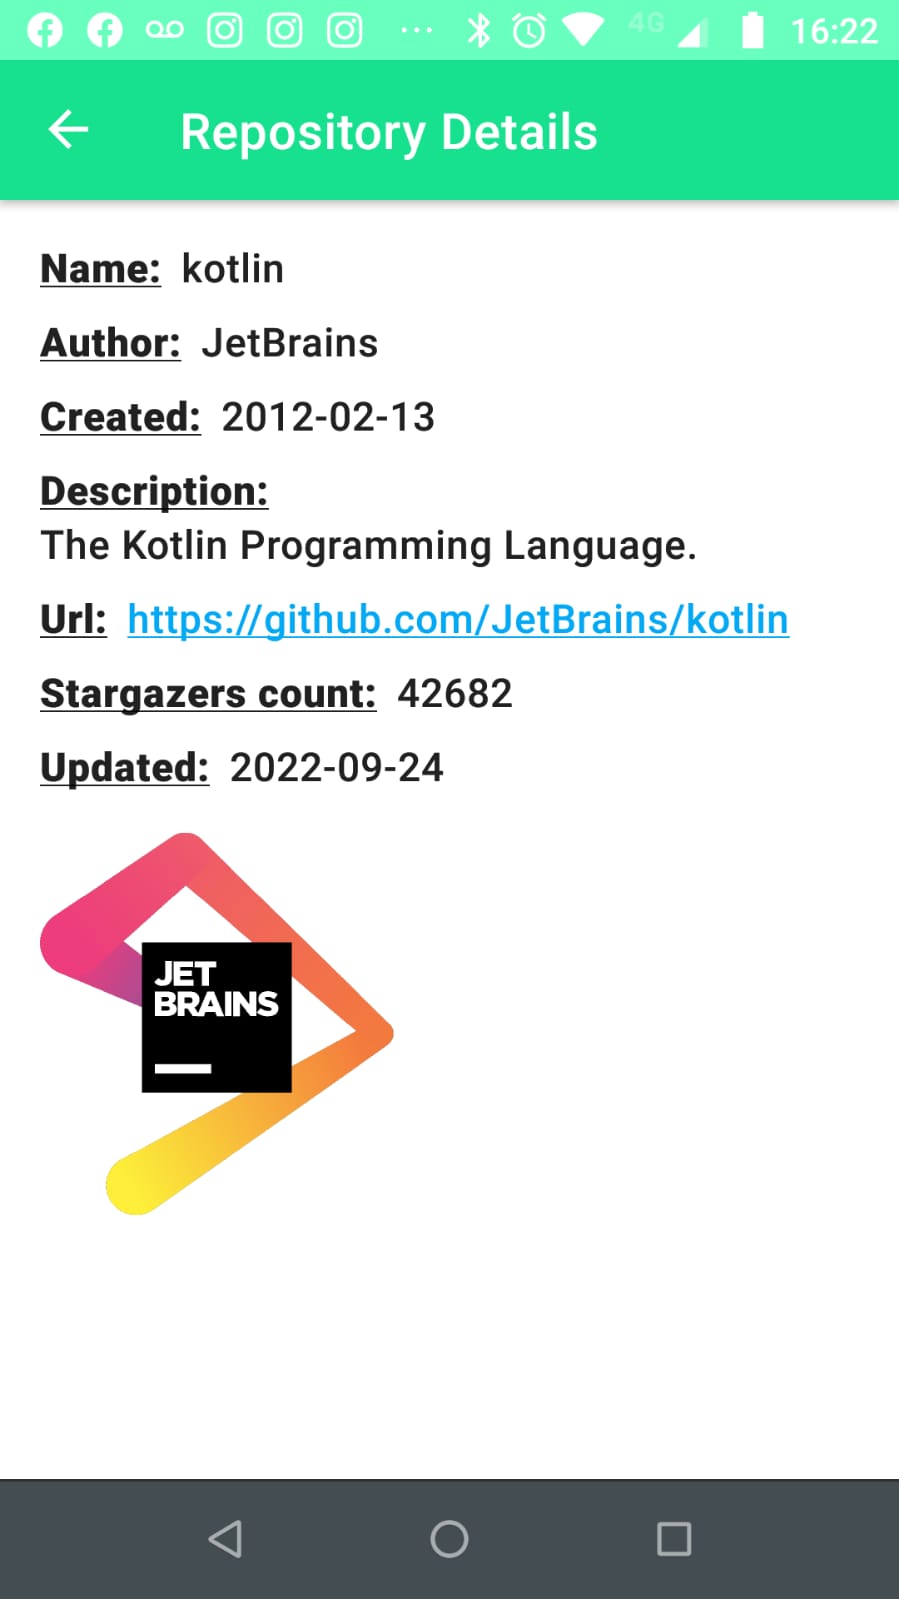 4G 16:22
Repository Details
Name: kotlin
Author: JetBrains
Created: 2012-02-13
Description:
The Kotlin Programming Language.
Url: https://github.com/JetBrains/kotlin
Stargazers count: 42682
Updated: 2022-09-24
JET
BRAINS